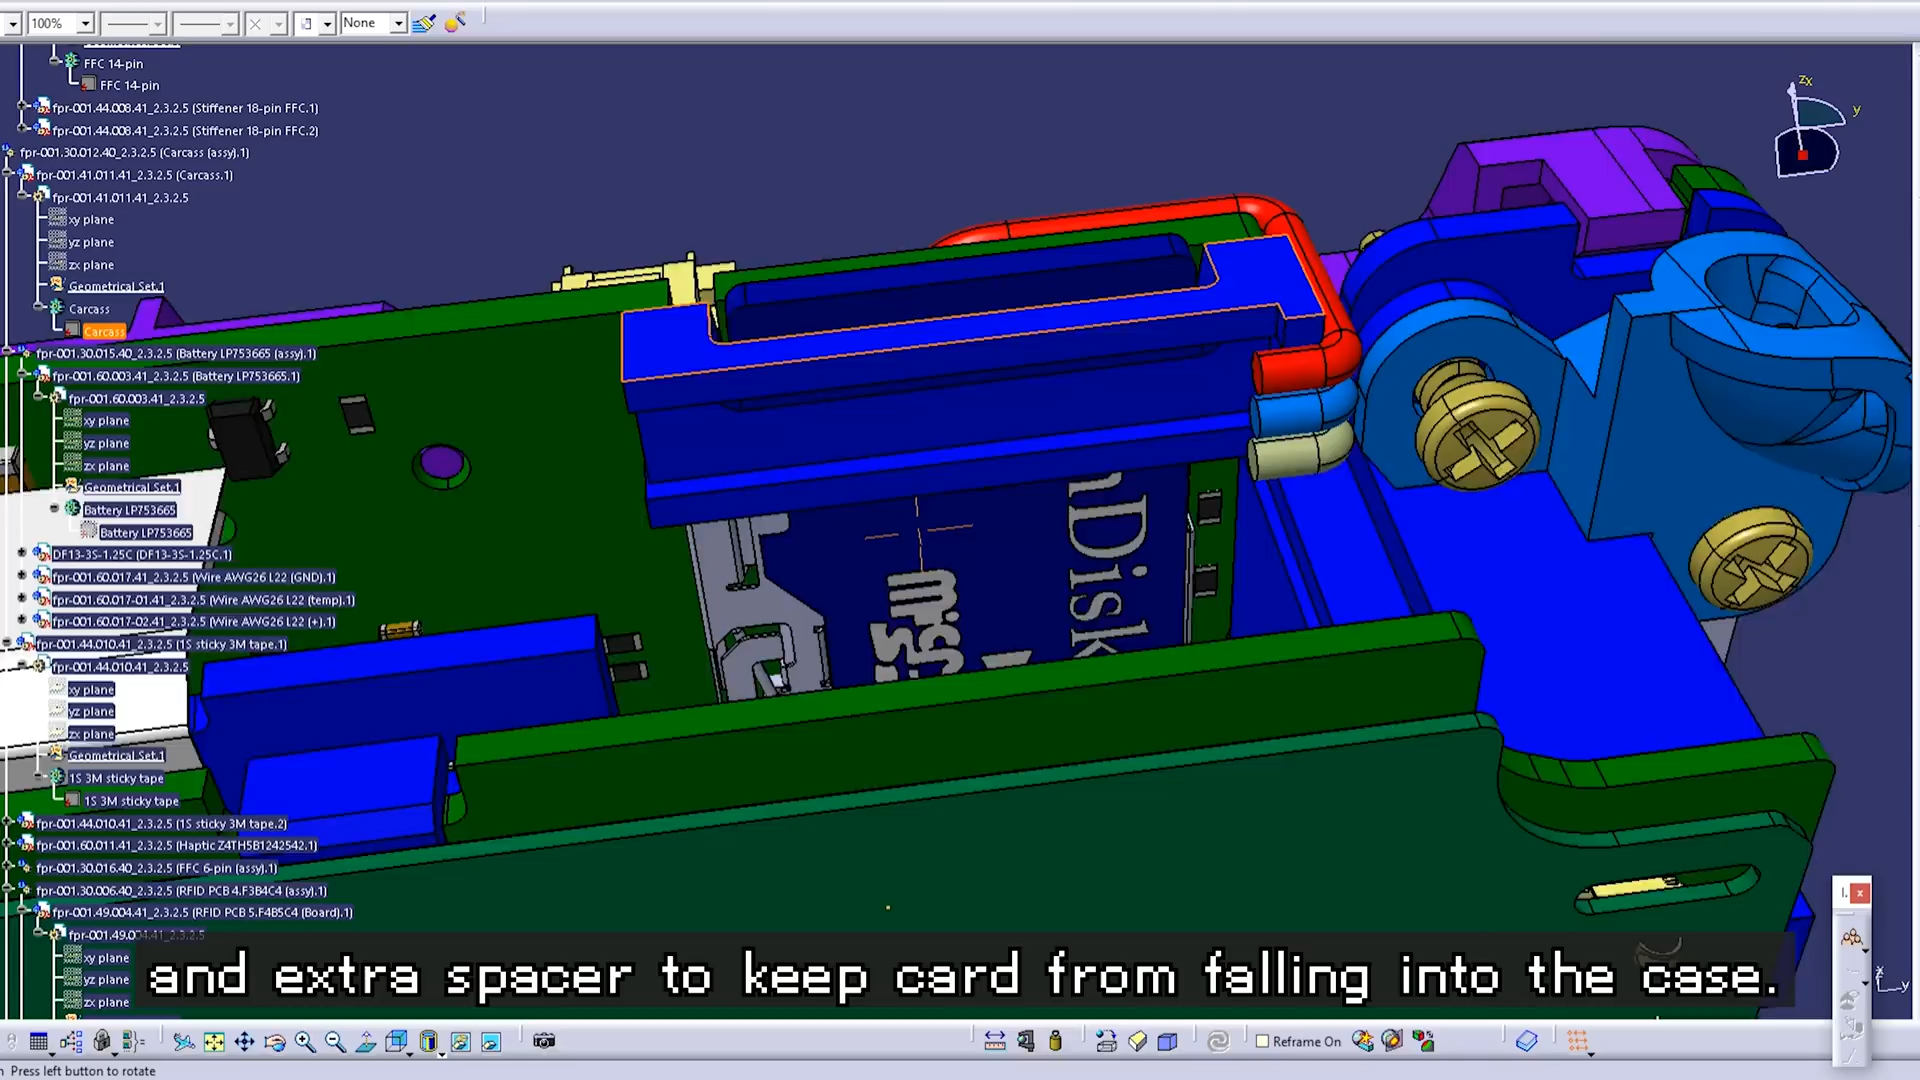 100%
None
FFC 14-pin
FFC 14-pin
fpr-001.44.008.41_2.3.2.5 (Stiffener 18-pin FFC.1)
fpr-001.44.008.41_2.3.2.5 (Stiffener 18-pin FFC.2)
fpr-001.30.012.40_2.3.2.5 (Carcass (assy).1)
fpr-001.41.011.41_2.3.2.5 (Carcass.1)
fpr-001.41.011.41_2.3.2.5
xy plane
yz plane
zx plane
Geometrical Set.1
Carcass
Carcass
fpr-001.30.015.40_2.3.2.5 (Battery LP753665 (assy).1)
fpr-001.60.003.41_2.3.2.5 (Battery LP753665.1)
fpr-001.60.003.41_2.3.2.5
xy plane
yz plane
zx plane
Geometrical Set.1
Battery LP753665
Battery LP753665
DF13-3S-1.25C (DF13-3S-1.25C.1)
fpr-001.60.017.41_2.3.2.5 (Wire AWG26 L22 (GND).1)
fpr-001.60.017-01.41_2.3.2.5 (Wire AWG26 L22 (temp).1)
fpr-001.60.017-02.41_2.3.2.5 (Wire AWG26 L22 (+).1)
fpr-001.44.010.41_2.3.2.5 (1S sticky 3M tape.1)
fpr-001.44.010.41_2.3.2.5
xy plane
yz plane
zx plane
Geometrical Set.1
1S 3M sticky tape
1S 3M sticky tape
fpr-001.44.010.41_2.3.2.5 (1S sticky 3M tape.2)
fpr-001.60.011.41_2.3.2.5 (Haptic Z4TH5B1242542.1)
fpr-001.30.016.40_2.3.2.5 (FFC 6-pin (assy).1)
fpr-001.30.006.40_2.3.2.5 (RFID PCB 4.F3B4C4 (assy).1)
fpr-001.49.004.41_2.3.2.5 (RFID PCB 5.F4B5C4 (Board).1)
fpr-001.49.004.41_2.3.2.5
xy plane
yz plane
zx plane
zx
y
nDisk
and extra spacer to keep card from falling into the case.
Reframe On
Press left button to rotate